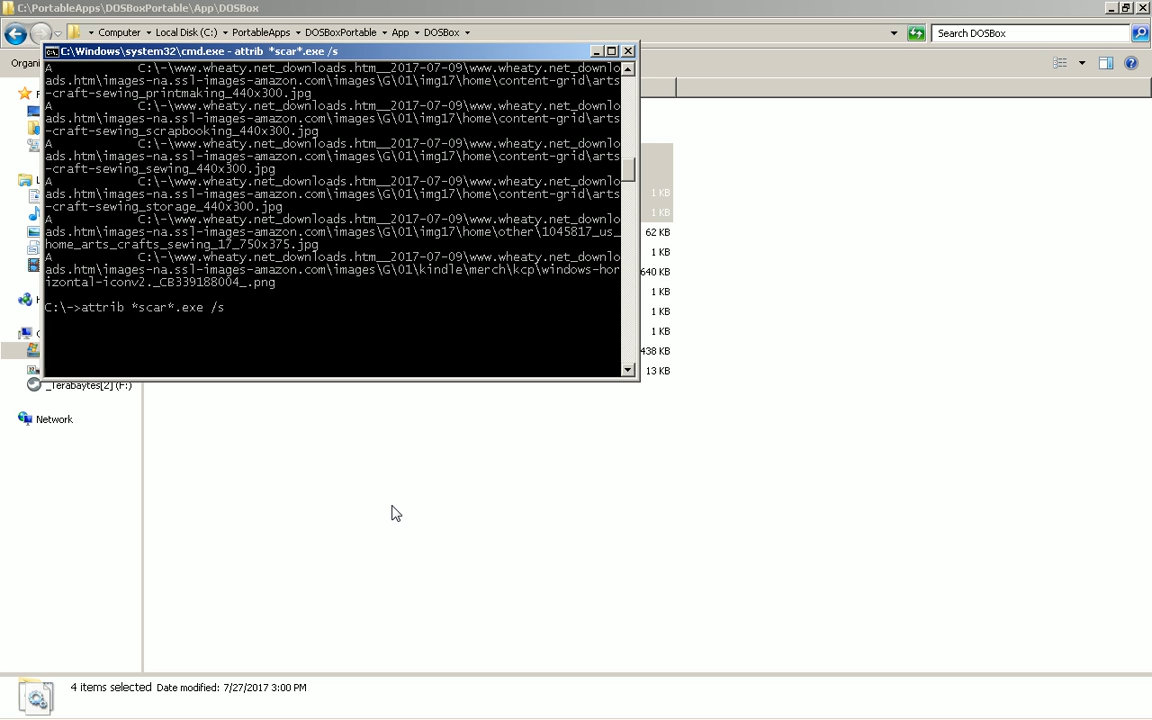 C:\PortableApps\DOSBoxPortable\App\DOSBox
Computer Local Disk (C:) PortableApps DOSBoxPortable App DOSBox
Search DOSBox
C:\Windows\system32\cmd.exe - attrib *scar*.exe /s
Organi
A C:\-\www.wheaty.net_downloads.htm__2017-07-09\www.wheaty.net_downlo
ads.htm\images-na.ssl-images-amazon.com\images\G\01\img17\home\content-grid\arts
-craft-sewing_printmaking_440x300.jpg
A C:\-\www.wheaty.net_downloads.htm__2017-07-09\www.wheaty.net_downlo
ads.htm\images-na.ssl-images-amazon.com\images\G\01\img17\home\content-grid\arts
-craft-sewing_scrapbooking_440x300.jpg
A C:\-\www.wheaty.net_downloads.htm__2017-07-09\www.wheaty.net_downlo
ads.htm\images-na.ssl-images-amazon.com\images\G\01\img17\home\content-grid\arts
-craft-sewing_sewing_440x300.jpg
A C:\-\www.wheaty.net_downloads.htm__2017-07-09\www.wheaty.net_downlo
ads.htm\images-na.ssl-images-amazon.com\images\G\01\img17\home\content-grid\arts
-craft-sewing_storage_440x300.jpg
A C:\-\www.wheaty.net_downloads.htm__2017-07-09\www.wheaty.net_downlo
ads.htm\images-na.ssl-images-amazon.com\images\G\01\img17\home\other\1045817_us_
home_arts_crafts_sewing_17_750x375.jpg
A C:\-\www.wheaty.net_downloads.htm__2017-07-09\www.wheaty.net_downlo
ads.htm\images-na.ssl-images-amazon.com\images\G\01\kindle\merch\kcp\windows-hor
izontal-iconv2._CB339188004_.png
C:\->attrib *scar*.exe /s
1 KB
1 KB
62 KB
1 KB
640 KB
1 KB
1 KB
1 KB
438 KB
13 KB
_Terabytes[2] (F:)
Network
4 items selected Date modified: 7/27/2017 3:00 PM